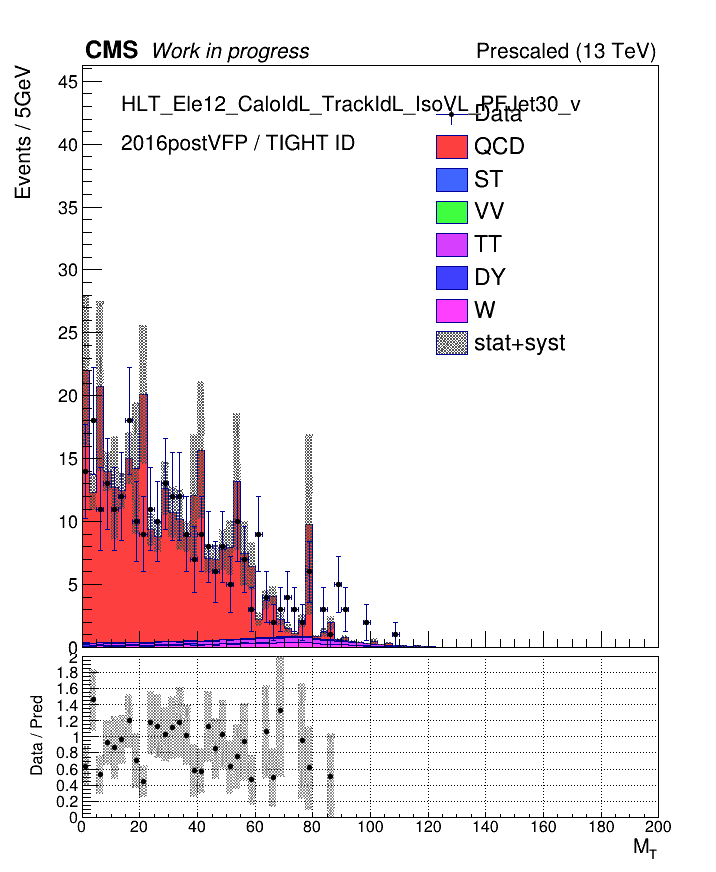 CMS Work in progress Prescaled (13 TeV)
Events / 5GeV
HLT_Ele12_CaloIdL_TrackIdL_IsoVL_PFJet30_v
2016postVFP / TIGHT ID
Data
QCD
ST
VV
TT
DY
W
stat+syst
45
40
35
30
25
20
15
10
5
0
Data / Pred
2
1.8
1.6
1.4
1.2
1
0.8
0.6
0.4
0.2
0
0 20 40 60 80 100 120 140 160 180 200
M_T